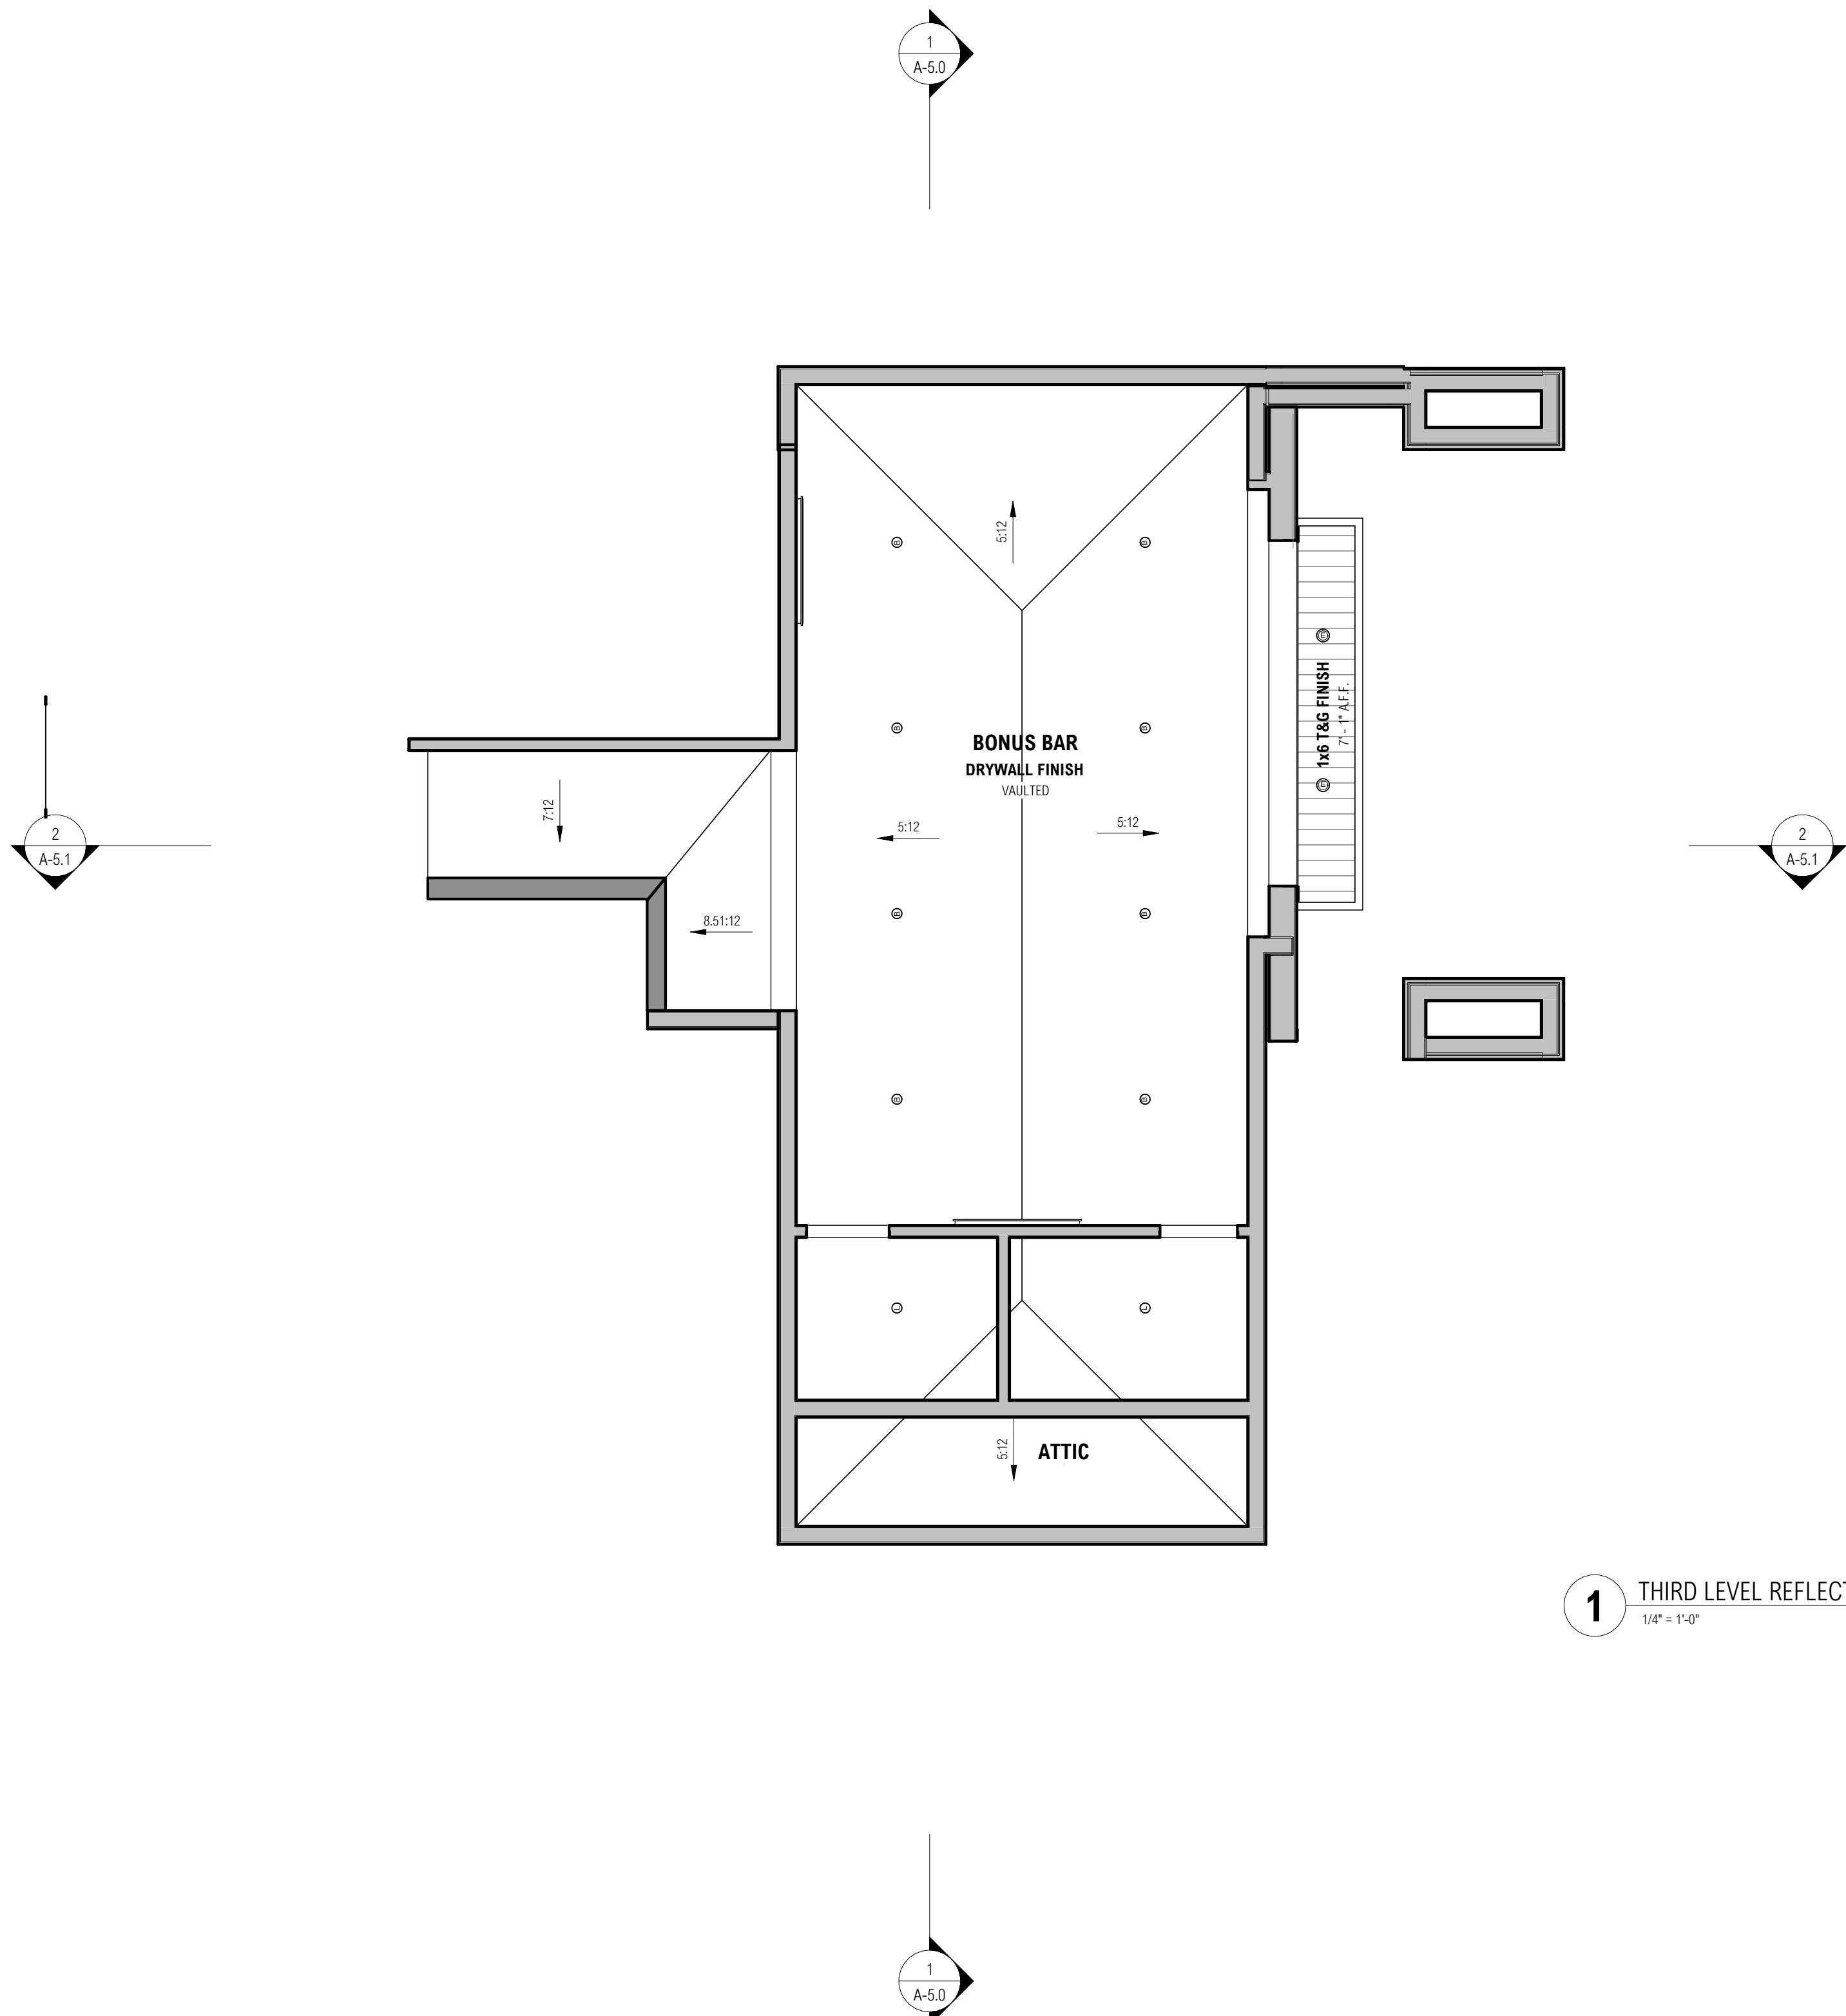 1
A-5.0
B
B
5:12
E
1x6 T&G FINISH
7' - 1" A.F.F.
B
B
BONUS BAR
DRYWALL FINISH
VAULTED
E
7:12
5:12
5:12
2
A-5.1
2
A-5.1
B
B
8.51:12
B
B
L
L
5:12
ATTIC
1
THIRD LEVEL REFLECT
1/4" = 1'-0"
1
A-5.0